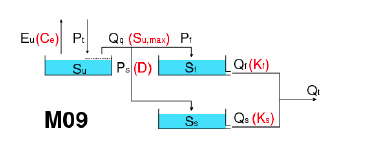 Eu(Ce) Pt Qq (Su,max) Pf
Su Ps (D) Sf Qf(Kf) Qt
M09 Ss Qs(Ks)